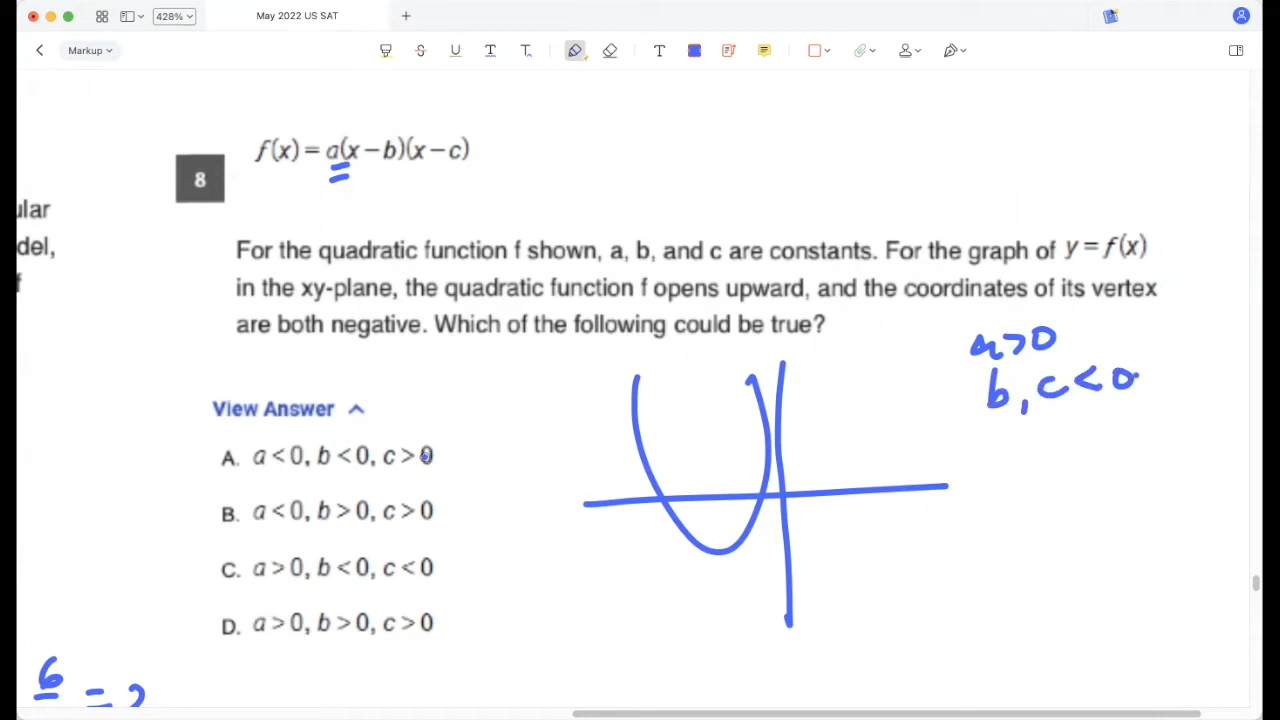 428%
May 2022 US SAT
Markup
f(x) = a(x – b)(x – c)
8
ular
del,
For the quadratic function f shown, a, b, and c are constants. For the graph of y = f(x)
in the xy-plane, the quadratic function f opens upward, and the coordinates of its vertex
are both negative. Which of the following could be true?
a>0
b, c<0
View Answer
A. a < 0, b < 0, c > 0
B. a < 0, b > 0, c > 0
C. a > 0, b < 0, c < 0
D. a > 0, b > 0, c > 0
6
=